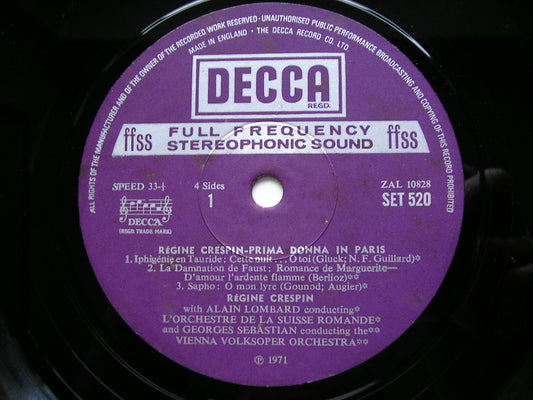 ALL RIGHTS OF THE MANUFACTURER AND OF THE OWNER OF THE RECORDED WORK RESERVED · UNAUTHORISED PUBLIC PERFORMANCE BROADCASTING AND COPYING OF THIS RECORD PROHIBITED
MADE IN ENGLAND · THE DECCA RECORD CO. LTD.
DECCA
REGD.
ffss FULL FREQUENCY STEREOPHONIC SOUND ffss
SPEED 33⅓ 4 Sides ZAL 10828
1 SET 520
DECCA
(REGD. TRADE MARK)
RÉGINE CRESPIN-PRIMA DONNA IN PARIS
1. Iphigénie en Tauride: Cette nuit... O toi (Gluck; N. F. Guillard)*
2. La Damnation de Faust: Romance de Marguerite—
D'amour l'ardente flamme (Berlioz)**
3. Sapho: O mon lyre (Gounod; Augier)*
RÉGINE CRESPIN
with ALAIN LOMBARD conducting
L'ORCHESTRE DE LA SUISSE ROMANDE*
and GEORGES SEBASTIAN conducting the**
VIENNA VOLKSOPER ORCHESTRA**
Ⓟ 1971